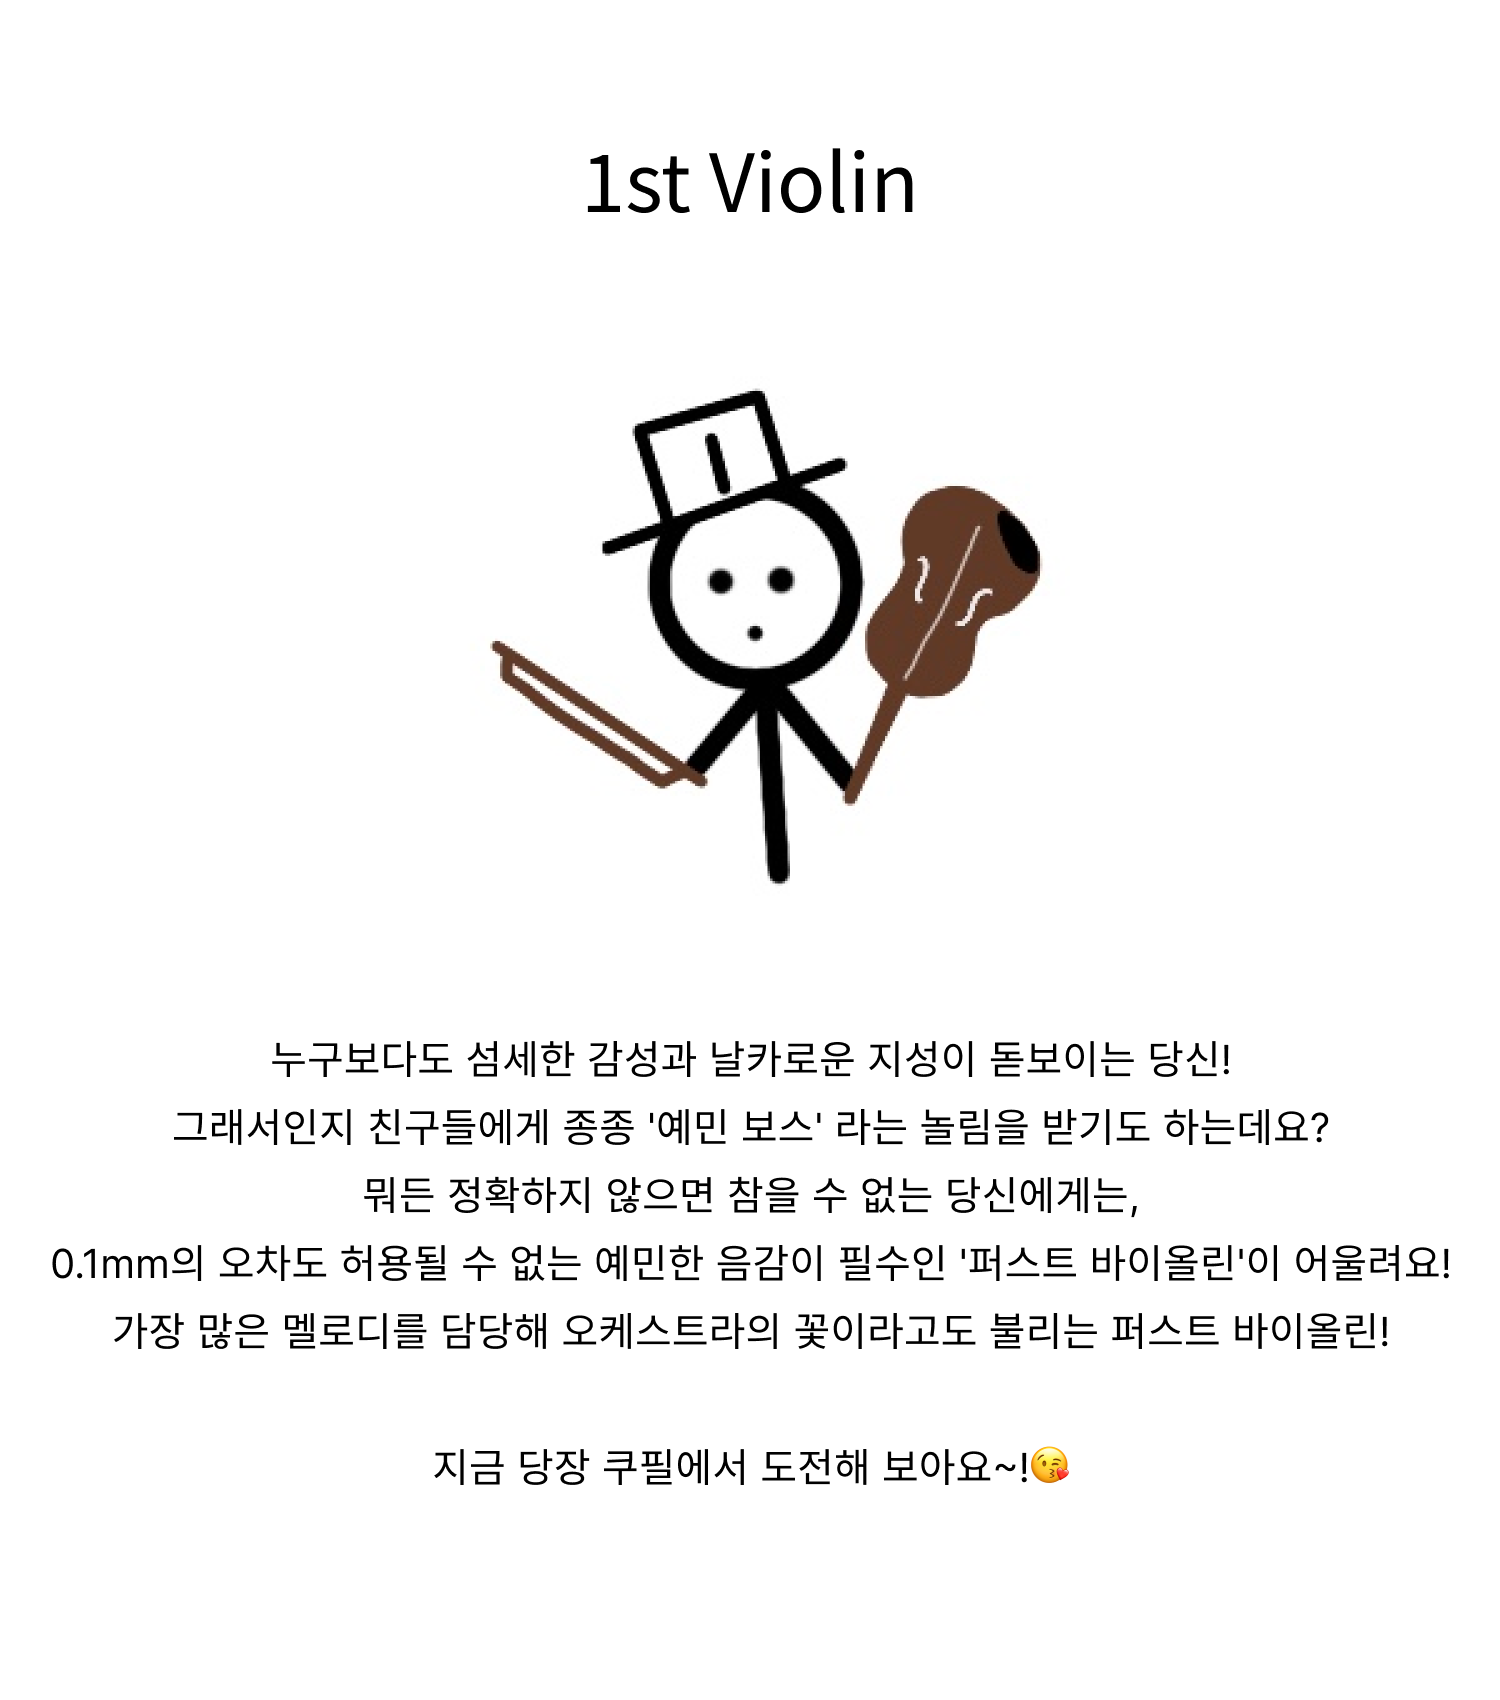 1st Violin
누구보다도 섬세한 감성과 날카로운 지성이 돋보이는 당신!
그래서인지 친구들에게 종종 '예민 보스' 라는 놀림을 받기도 하는데요?
뭐든 정확하지 않으면 참을 수 없는 당신에게는,
0.1mm의 오차도 허용될 수 없는 예민한 음감이 필수인 '퍼스트 바이올린'이 어울려요!
가장 많은 멜로디를 담당해 오케스트라의 꽃이라고도 불리는 퍼스트 바이올린!
지금 당장 쿠필에서 도전해 보아요~!😘